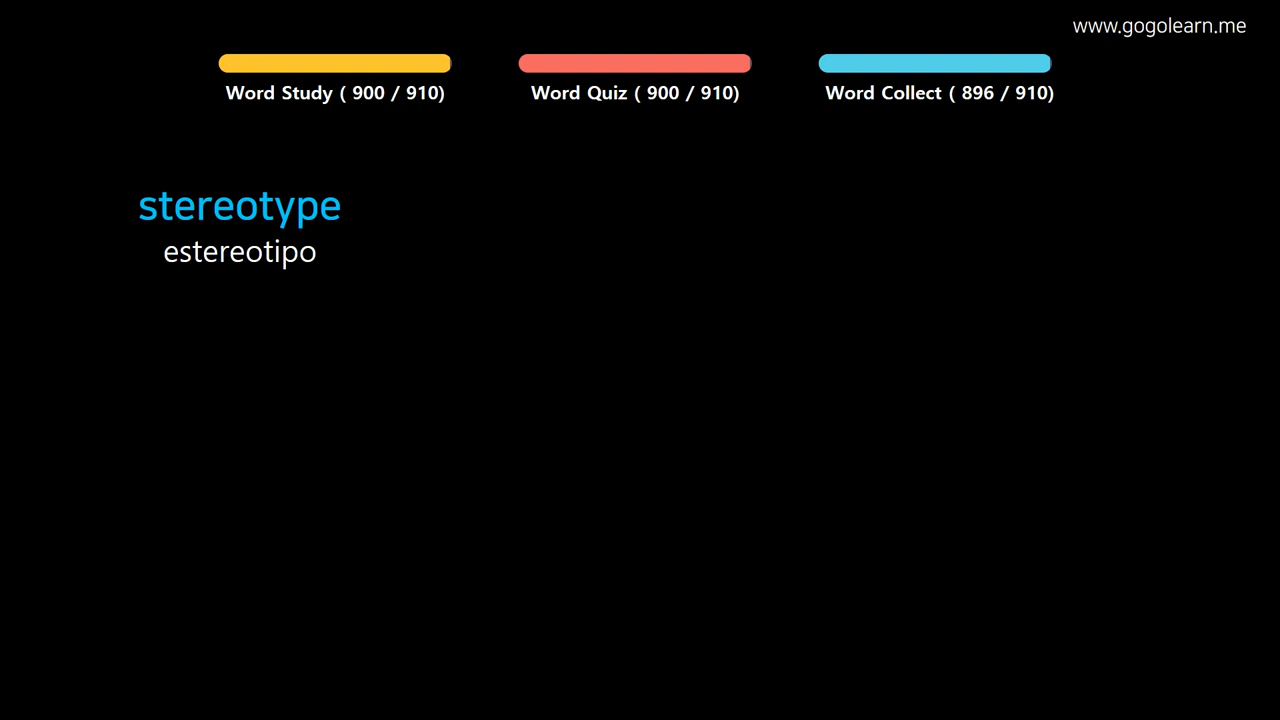 www.gogolearn.me
Word Study ( 900 / 910)
Word Quiz ( 900 / 910)
Word Collect ( 896 / 910)
stereotype
estereotipo